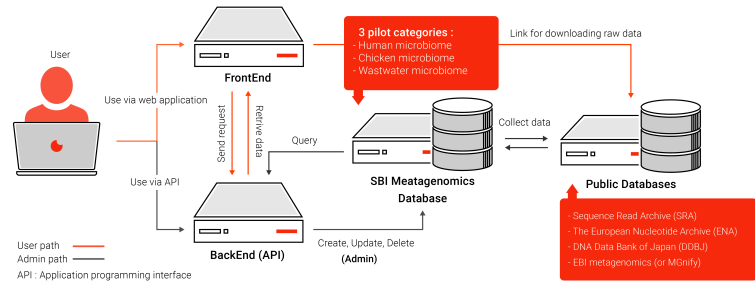 User
Use via web application
Use via API
FrontEnd
Send request
Retrive data
BackEnd (API)
Query
Create, Update, Delete
(Admin)
3 pilot categories :
- Human microbiome
- Chicken microbiome
- Wastwater microbiome
SBI Meatagenomics
Database
Link for downloading raw data
Collect data
Public Databases
- Sequence Read Archive (SRA)
- The European Nucleotide Archive (ENA)
- DNA Data Bank of Japan (DDBJ)
- EBI metagenomics (or MGnify)
User path
Admin path
API : Application programming interface